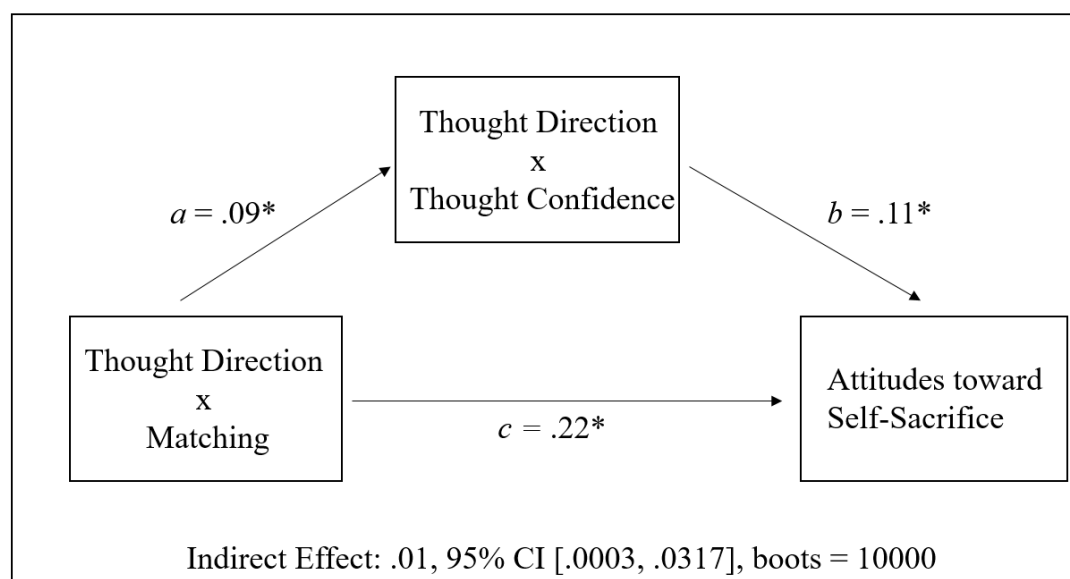 Thought Direction
x
Thought Confidence
a = .09*
b = .11*
Thought Direction
x
Matching
c = .22*
Attitudes toward
Self-Sacrifice
Indirect Effect: .01, 95% CI [.0003, .0317], boots = 10000